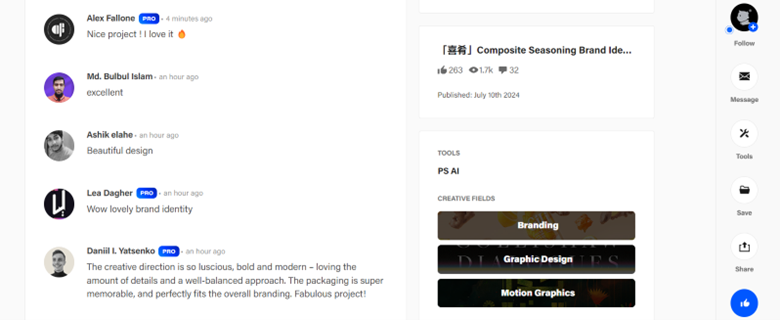 Alex Fallone PRO • 4 minutes ago
Nice project ! I love it 🔥
Md. Bulbul Islam • an hour ago
excellent
Ashik elahe • an hour ago
Beautiful design
Lea Dagher PRO • an hour ago
Wow lovely brand identity
Daniil I. Yatsenko PRO • an hour ago
The creative direction is so luscious, bold and modern – loving the
amount of details and a well-balanced approach. The packaging is super
memorable, and perfectly fits the overall branding. Fabulous project!
「喜肴」Composite Seasoning Brand Ide...
263 1.7k 32
Published: July 10th 2024
TOOLS
PS AI
CREATIVE FIELDS
Branding
Graphic Design
Motion Graphics
Follow
Message
Tools
Save
Share